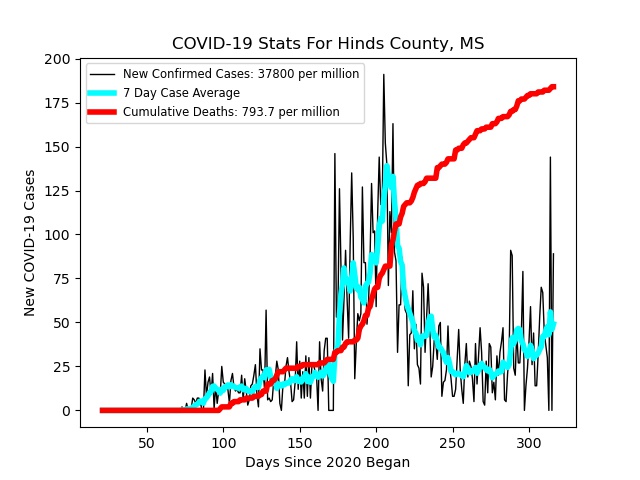 COVID-19 Stats For Hinds County, MS
New Confirmed Cases: 37800 per million
7 Day Case Average
Cumulative Deaths: 793.7 per million
New COVID-19 Cases
200
175
150
125
100
75
50
25
0
50 100 150 200 250 300
Days Since 2020 Began